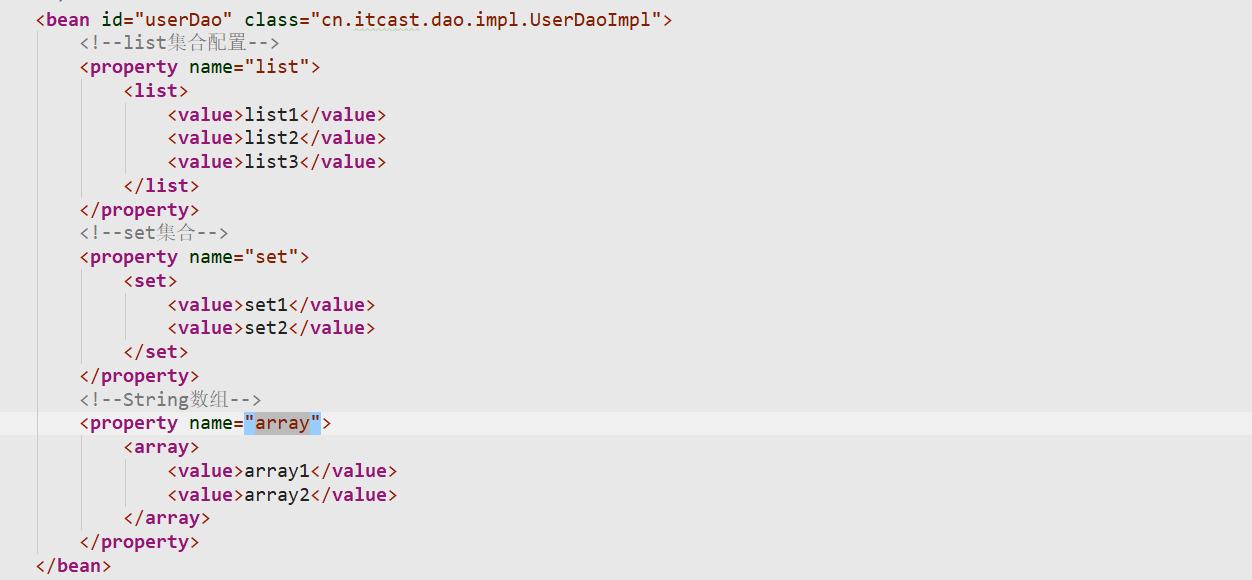 <bean id="userDao" class="cn.itcast.dao.impl.UserDaoImpl">
    <!--list集合配置-->
    <property name="list">
        <list>
            <value>list1</value>
            <value>list2</value>
            <value>list3</value>
        </list>
    </property>
    <!--set集合-->
    <property name="set">
        <set>
            <value>set1</value>
            <value>set2</value>
        </set>
    </property>
    <!--String数组-->
    <property name="array">
        <array>
            <value>array1</value>
            <value>array2</value>
        </array>
    </property>
</bean>